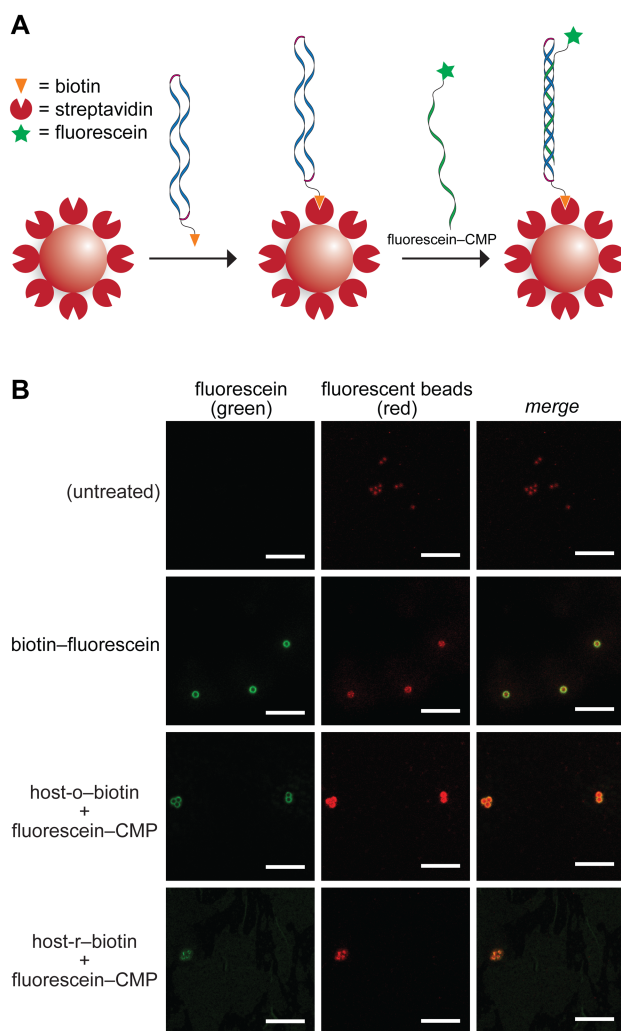 A
= biotin
= streptavidin
= fluorescein
fluorescein–CMP
B
fluorescein
(green)
fluorescent beads
(red)
merge
(untreated)
biotin–fluorescein
host-o–biotin
+
fluorescein–CMP
host-r–biotin
+
fluorescein–CMP